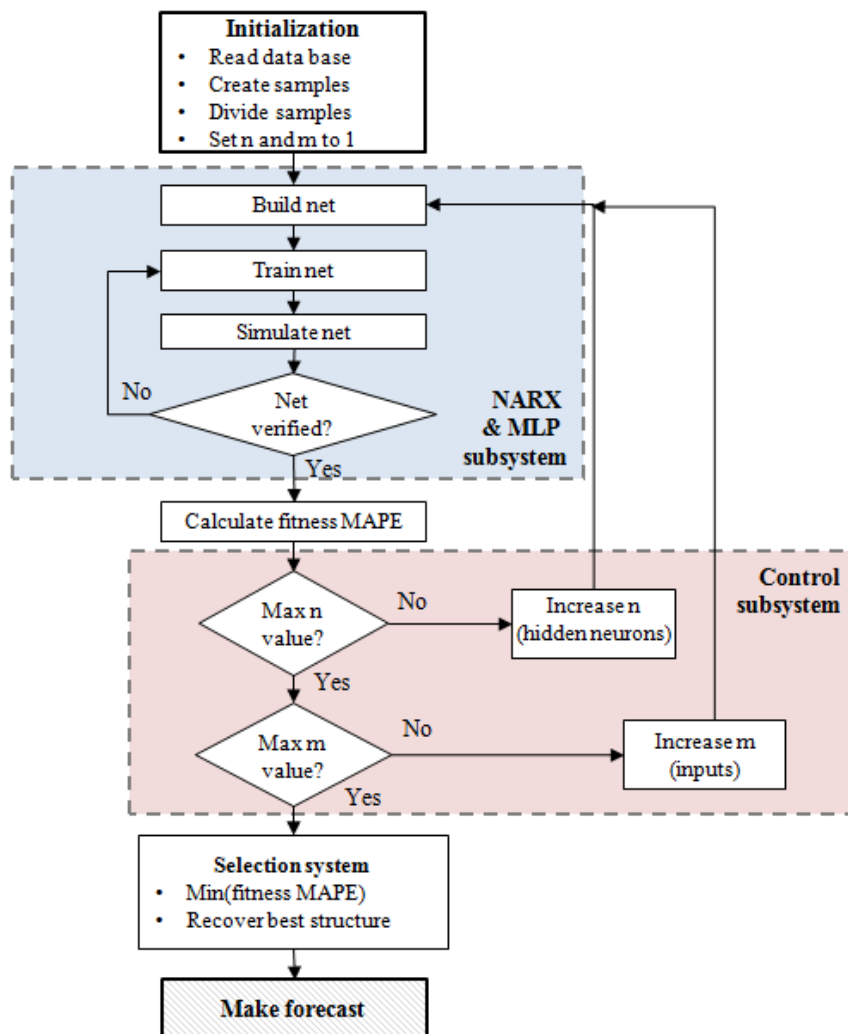 Initialization
• Read data base
• Create samples
• Divide samples
• Set n and m to 1
Build net
Train net
Simulate net
No
Net
verified?
NARX
& MLP
subsystem
Yes
Calculate fitness MAPE
Control
subsystem
Max n
value?
No
Increase n
(hidden neurons)
Yes
Max m
value?
No
Increase m
(inputs)
Yes
Selection system
• Min(fitness MAPE)
• Recover best structure
Make forecast